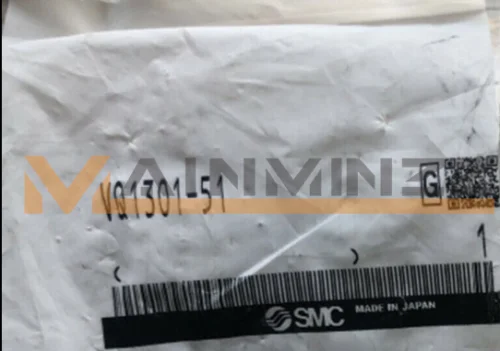 MAINMINE
VQ1301-51
G
( ) 1
SMC MADE IN JAPAN